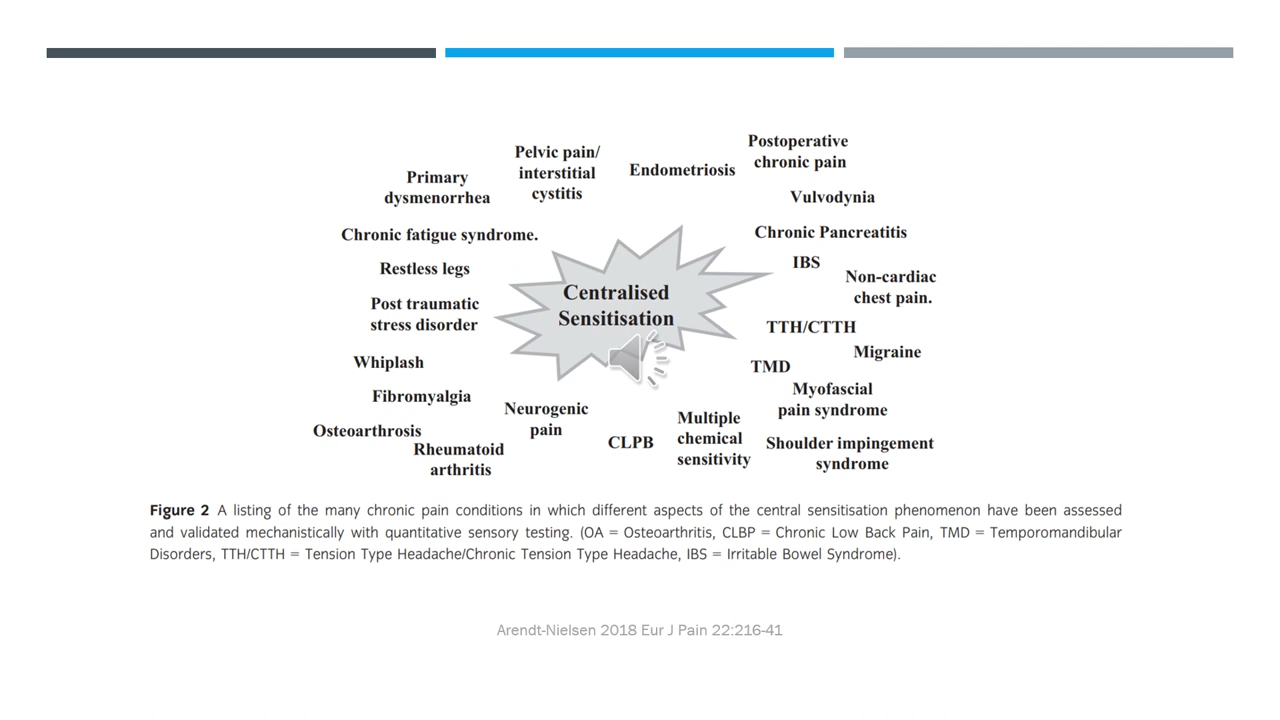 Postoperative
chronic pain
Pelvic pain/
interstitial
cystitis
Endometriosis
Primary
dysmenorrhea
Vulvodynia
Chronic fatigue syndrome.
Chronic Pancreatitis
Restless legs
IBS
Non-cardiac
chest pain.
Centralised
Sensitisation
Post traumatic
stress disorder
TTH/CTTH
Migraine
Whiplash
TMD
Fibromyalgia
Myofascial
pain syndrome
Neurogenic
pain
Multiple
chemical
sensitivity
Osteoarthrosis
CLPB
Shoulder impingement
syndrome
Rheumatoid
arthritis
Figure 2 A listing of the many chronic pain conditions in which different aspects of the central sensitisation phenomenon have been assessed
and validated mechanistically with quantitative sensory testing. (OA = Osteoarthritis, CLBP = Chronic Low Back Pain, TMD = Temporomandibular
Disorders, TTH/CTTH = Tension Type Headache/Chronic Tension Type Headache, IBS = Irritable Bowel Syndrome).
Arendt-Nielsen 2018 Eur J Pain 22:216-41